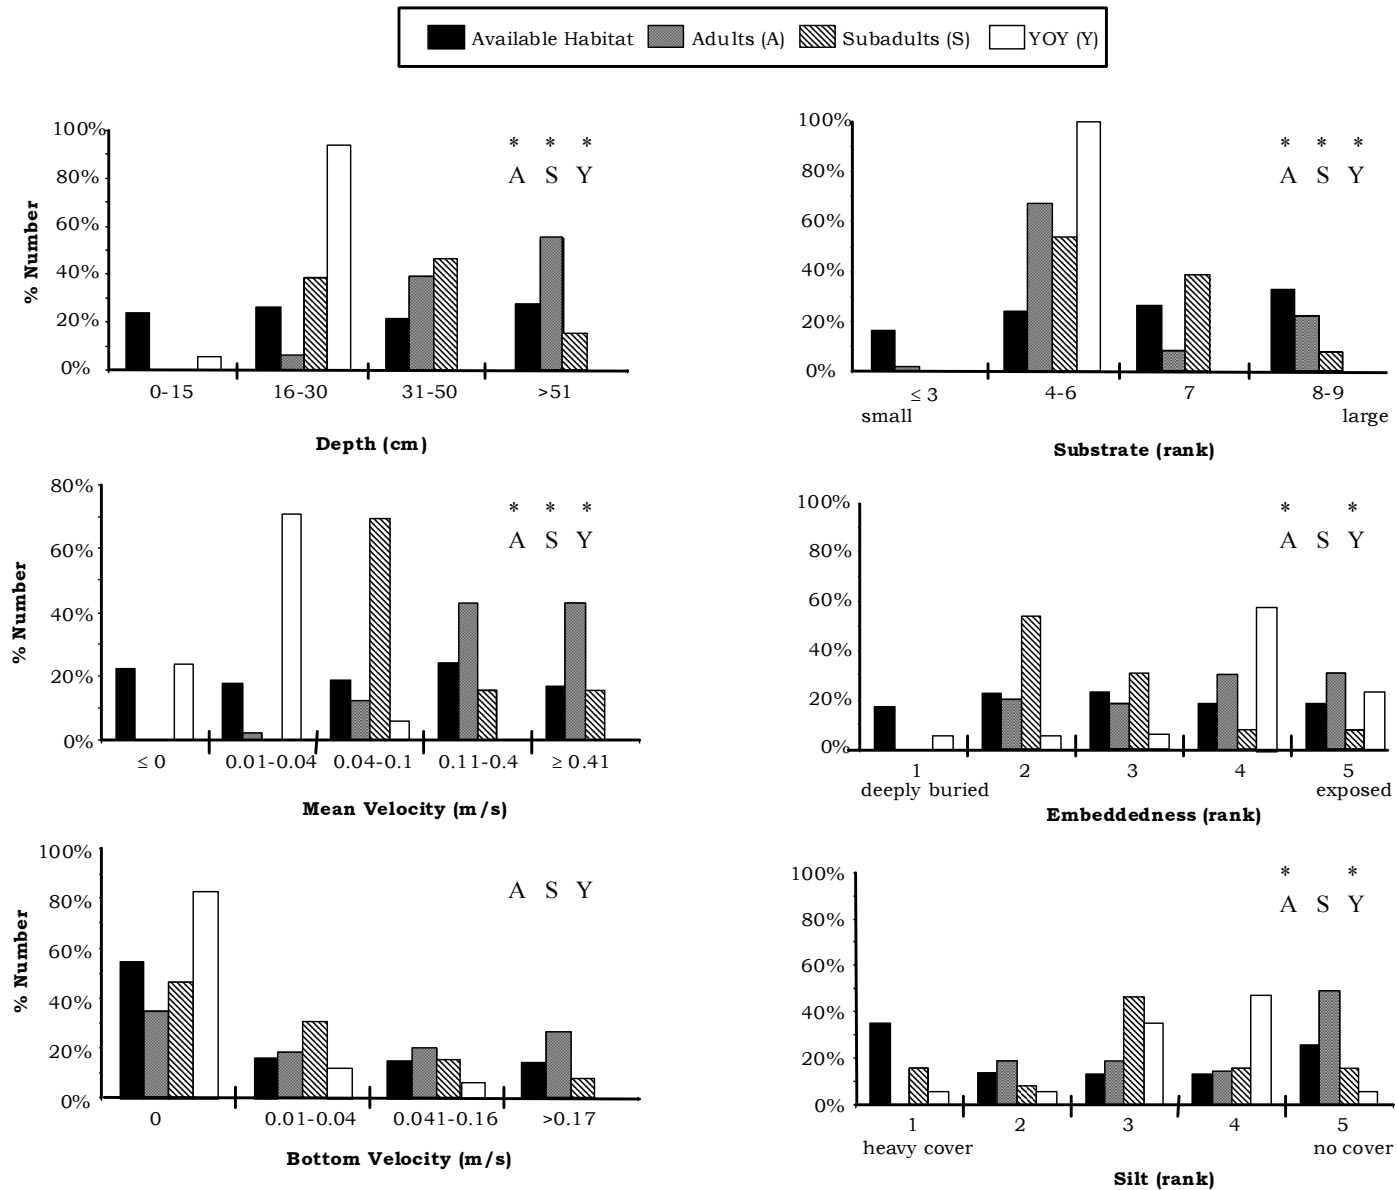 Available Habitat Adults (A) Subadults (S) YOY (Y)
100%
80%
60%
40%
20%
0%
% Number
* * *
A S Y
0-15 16-30 31-50 >51
Depth (cm)
100%
80%
60%
40%
20%
0%
* * *
A S Y
≤ 3 4-6 7 8-9
small large
Substrate (rank)
80%
60%
40%
20%
0%
% Number
* * *
A S Y
≤ 0 0.01-0.04 0.04-0.1 0.11-0.4 ≥ 0.41
Mean Velocity (m/s)
100%
80%
60%
40%
20%
0%
* *
A S Y
1 2 3 4 5
deeply buried exposed
Embeddedness (rank)
100%
80%
60%
40%
20%
0%
% Number
A S Y
0 0.01-0.04 0.041-0.16 >0.17
Bottom Velocity (m/s)
100%
80%
60%
40%
20%
0%
* *
A S Y
1 2 3 4 5
heavy cover no cover
Silt (rank)